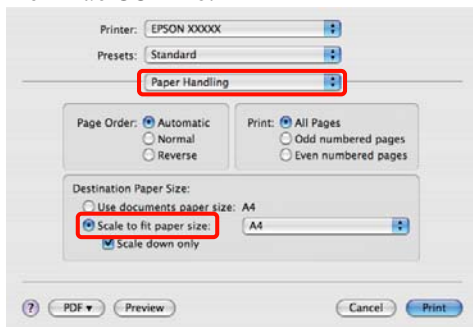 Printer: EPSON XXXXX
Presets: Standard
Paper Handling
Page Order: Automatic
Normal
Reverse
Print: All Pages
Odd numbered pages
Even numbered pages
Destination Paper Size:
Use documents paper size: A4
Scale to fit paper size: A4
Scale down only
? PDF ▼ Preview Cancel Print